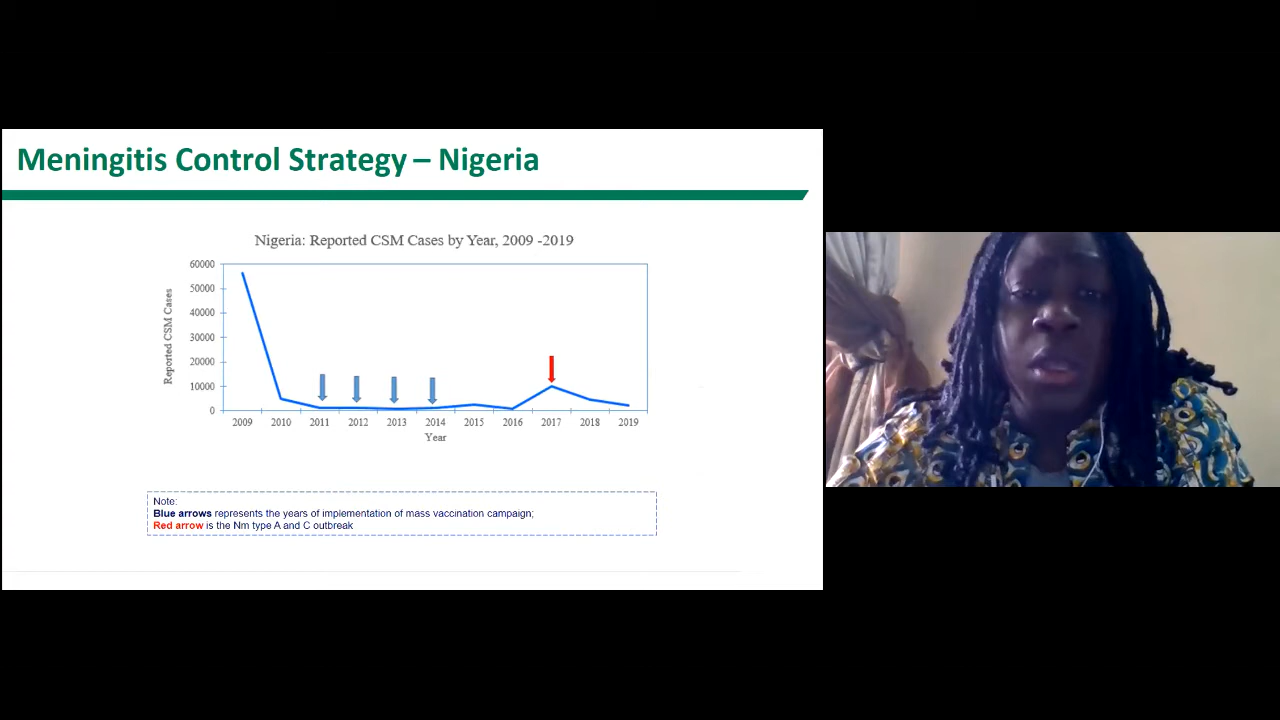 Meningitis Control Strategy – Nigeria
Nigeria: Reported CSM Cases by Year, 2009 -2019
Reported CSM Cases
60000
50000
40000
30000
20000
10000
0
2009 2010 2011 2012 2013 2014 2015 2016 2017 2018 2019
Year
Note:
Blue arrows represents the years of implementation of mass vaccination campaign;
Red arrow is the Nm type A and C outbreak